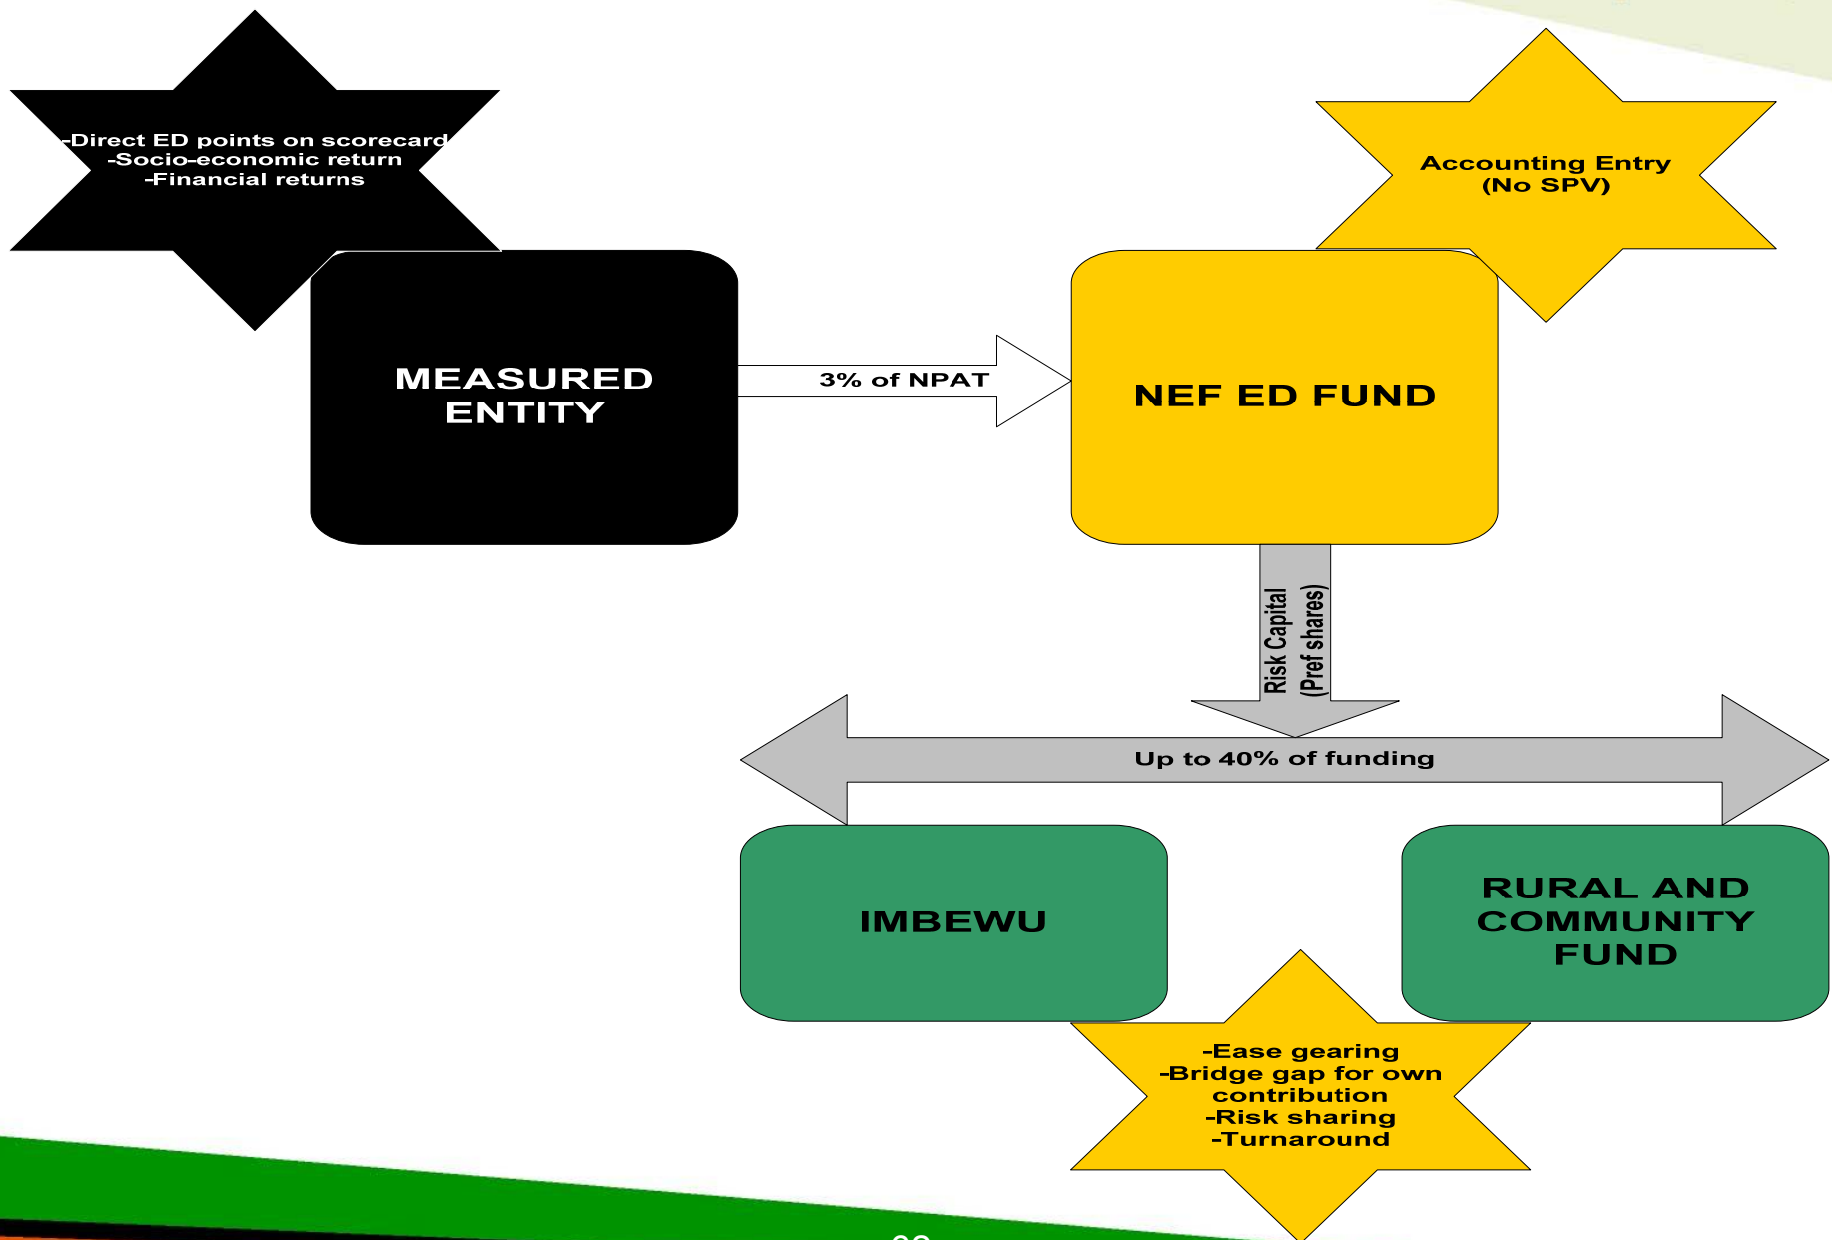 -Direct ED points on scorecard
-Socio-economic return
-Financial returns
Accounting Entry
(No SPV)
MEASURED
ENTITY
3% of NPAT
NEF ED FUND
Risk Capital
(Pref shares)
Up to 40% of funding
IMBEWU
RURAL AND
COMMUNITY
FUND
-Ease gearing
-Bridge gap for own
contribution
-Risk sharing
-Turnaround